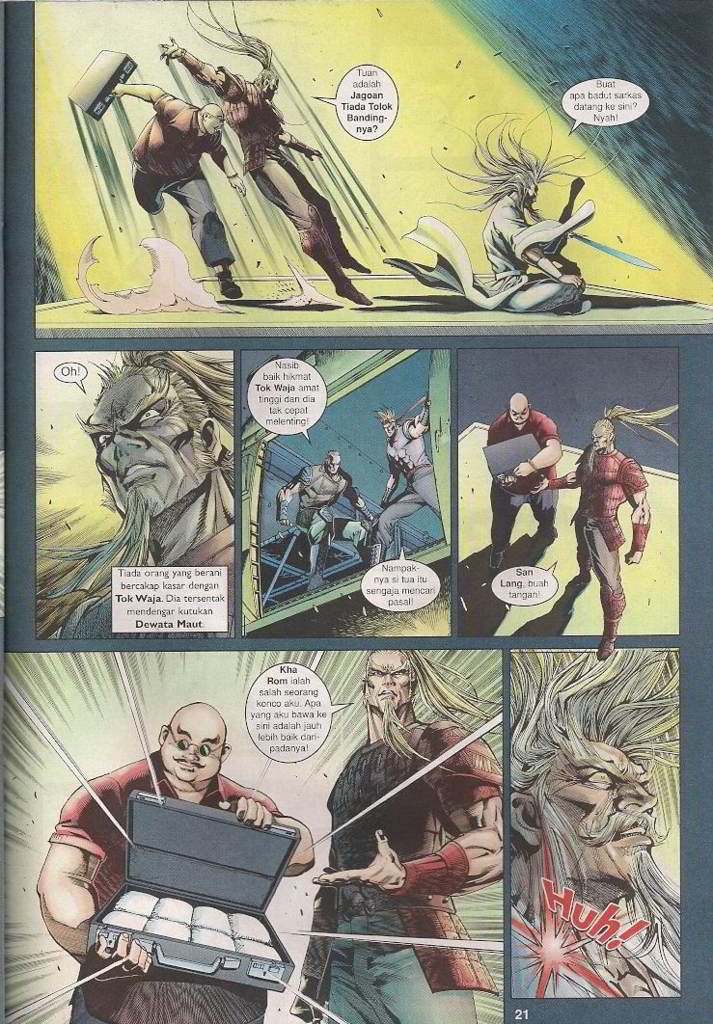 Tuan
adalah
Jagoan
Tiada Tolok
Banding-
nya?
Buat
apa badut sarkas
datang ke sini?
Nyah!
Oh!
Tiada orang yang berani
bercakap kasar dengan
Tok Waja. Dia tersentak
mendengar kutukan
Dewata Maut.
Nasib
baik hikmat
Tok Waja amat
tinggi dan dia
tak cepat
melenting!
Nampak-
nya si tua itu
sengaja mencari
pasal!
San
Lang, buah
tangan!
Kha
Rom ialah
salah seorang
konco aku. Apa
yang aku bawa ke
sini adalah jauh
lebih baik dari-
padanya!
Huh!
21